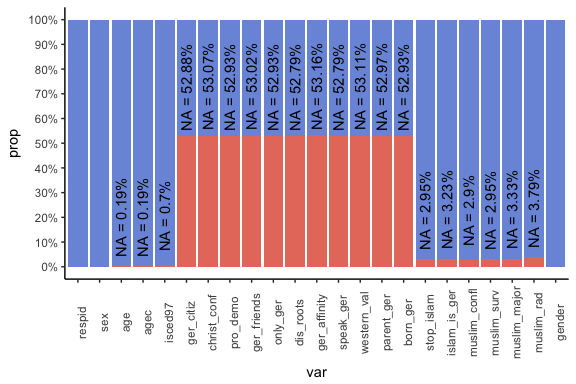 100%
90%
80%
70%
60%
50%
40%
30%
20%
10%
0%
prop
NA = 0.19%
NA = 0.19%
NA = 0.7%
NA = 52.88%
NA = 53.07%
NA = 52.93%
NA = 53.02%
NA = 52.93%
NA = 52.79%
NA = 53.16%
NA = 52.79%
NA = 53.11%
NA = 52.97%
NA = 52.93%
NA = 2.95%
NA = 3.23%
NA = 2.9%
NA = 2.95%
NA = 3.33%
NA = 3.79%
respid
sex
age
agec
isced97
ger_citiz
christ_conf
pro_demo
ger_friends
only_ger
dis_roots
ger_affinity
speak_ger
western_val
parent_ger
born_ger
stop_islam
islam_is_ger
muslim_confl
muslim_surv
muslim_major
muslim_rad
gender
var